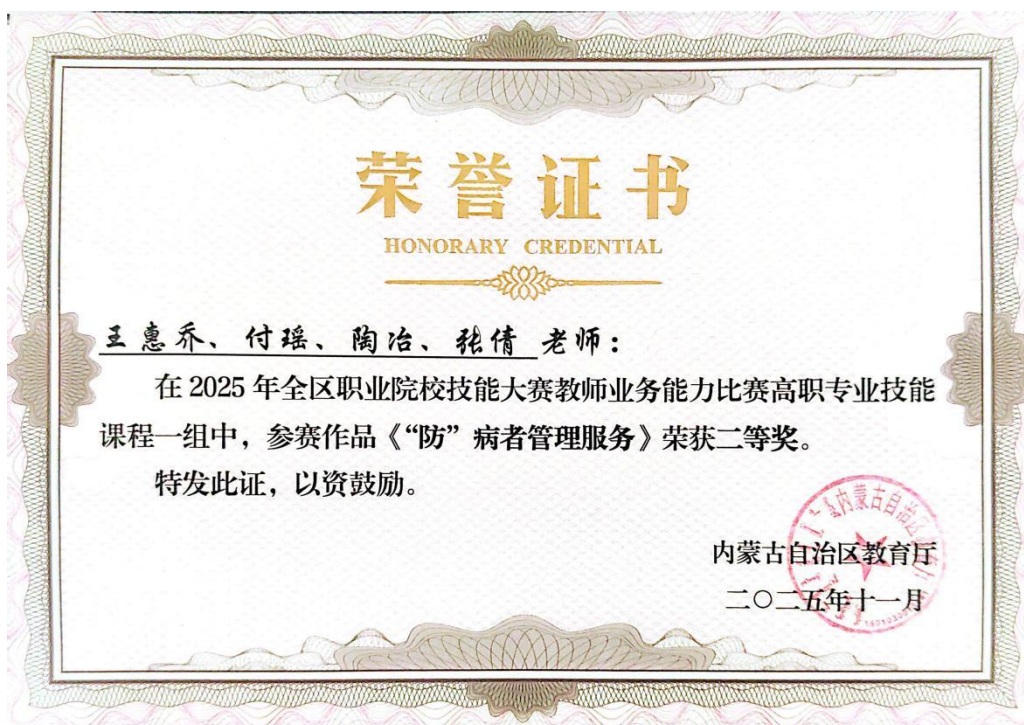 荣誉证书
HONORARY CREDENTIAL
王惠乔、付瑶、陶冶、张倩 老师：
在 2025 年全区职业院校技能大赛教师业务能力比赛高职专业技能
课程一组中，参赛作品《“防”病者管理服务》荣获二等奖。
特发此证，以资鼓励。
内蒙古自治区教育厅
二〇二五年十一月